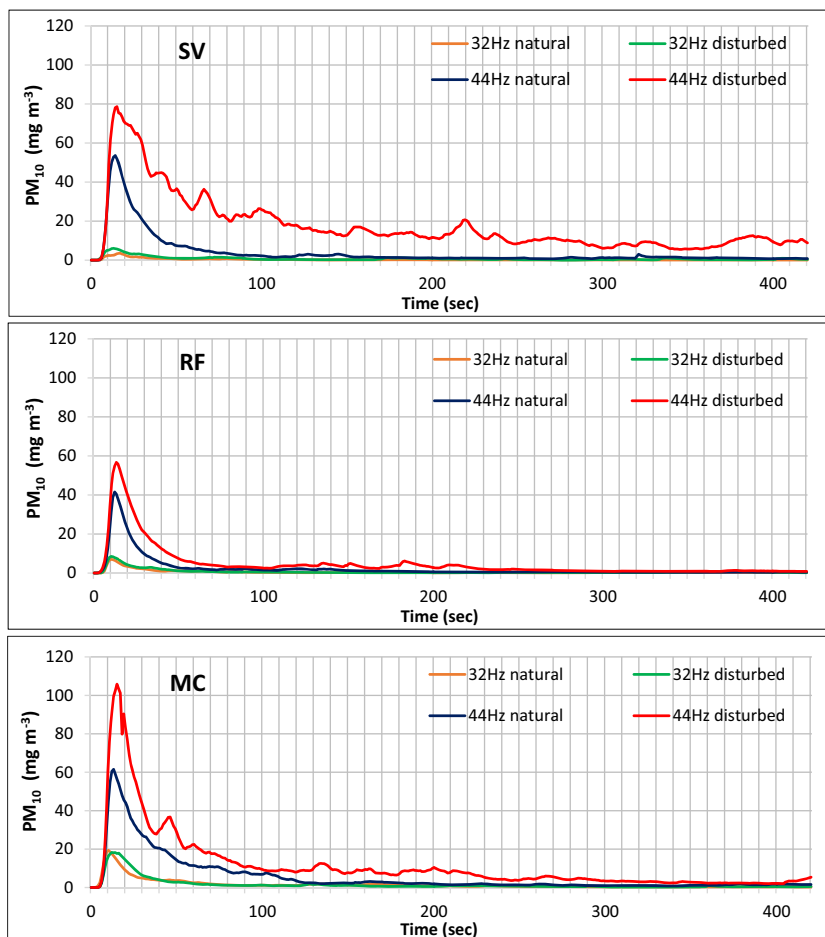 SV
32Hz natural 32Hz disturbed
44Hz natural 44Hz disturbed
120
100
80
60
40
20
0
PM₁₀ (mg m⁻³)
0 100 200 300 400
Time (sec)
RF
32Hz natural 32Hz disturbed
44Hz natural 44Hz disturbed
120
100
80
60
40
20
0
PM₁₀ (mg m⁻³)
0 100 200 300 400
Time (sec)
MC
32Hz natural 32Hz disturbed
44Hz natural 44Hz disturbed
120
100
80
60
40
20
0
PM₁₀ (mg m⁻³)
0 100 200 300 400
Time (sec)